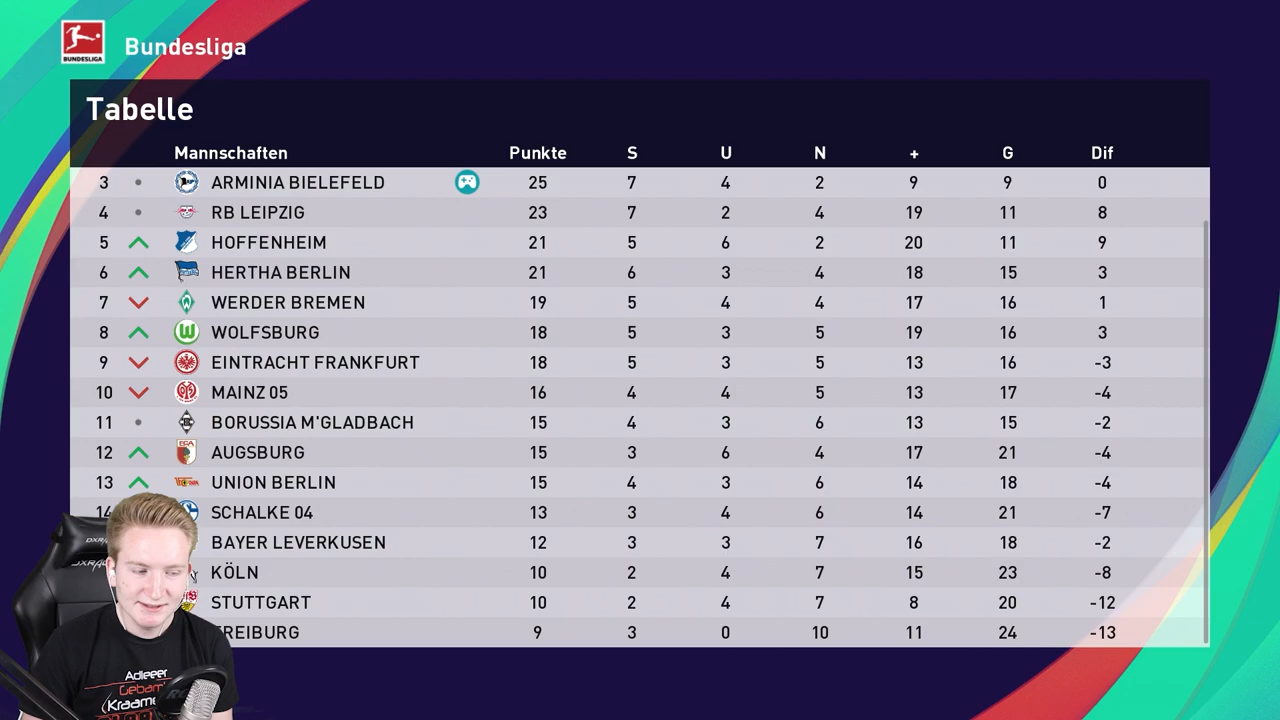 BUNDESLIGA
Bundesliga
Tabelle
Mannschaften Punkte S U N + G Dif
3 ARMINIA BIELEFELD 25 7 4 2 9 9 0
4 RB LEIPZIG 23 7 2 4 19 11 8
5 HOFFENHEIM 21 5 6 2 20 11 9
6 HERTHA BERLIN 21 6 3 4 18 15 3
7 WERDER BREMEN 19 5 4 4 17 16 1
8 WOLFSBURG 18 5 3 5 19 16 3
9 EINTRACHT FRANKFURT 18 5 3 5 13 16 -3
10 MAINZ 05 16 4 4 5 13 17 -4
11 BORUSSIA M'GLADBACH 15 4 3 6 13 15 -2
12 AUGSBURG 15 3 6 4 17 21 -4
13 UNION BERLIN 15 4 3 6 14 18 -4
14 SCHALKE 04 13 3 4 6 14 21 -7
BAYER LEVERKUSEN 12 3 3 7 16 18 -2
KÖLN 10 2 4 7 15 23 -8
STUTTGART 10 2 4 7 8 20 -12
REIBURG 9 3 0 10 11 24 -13
Adleeer
Gebam
Kraame